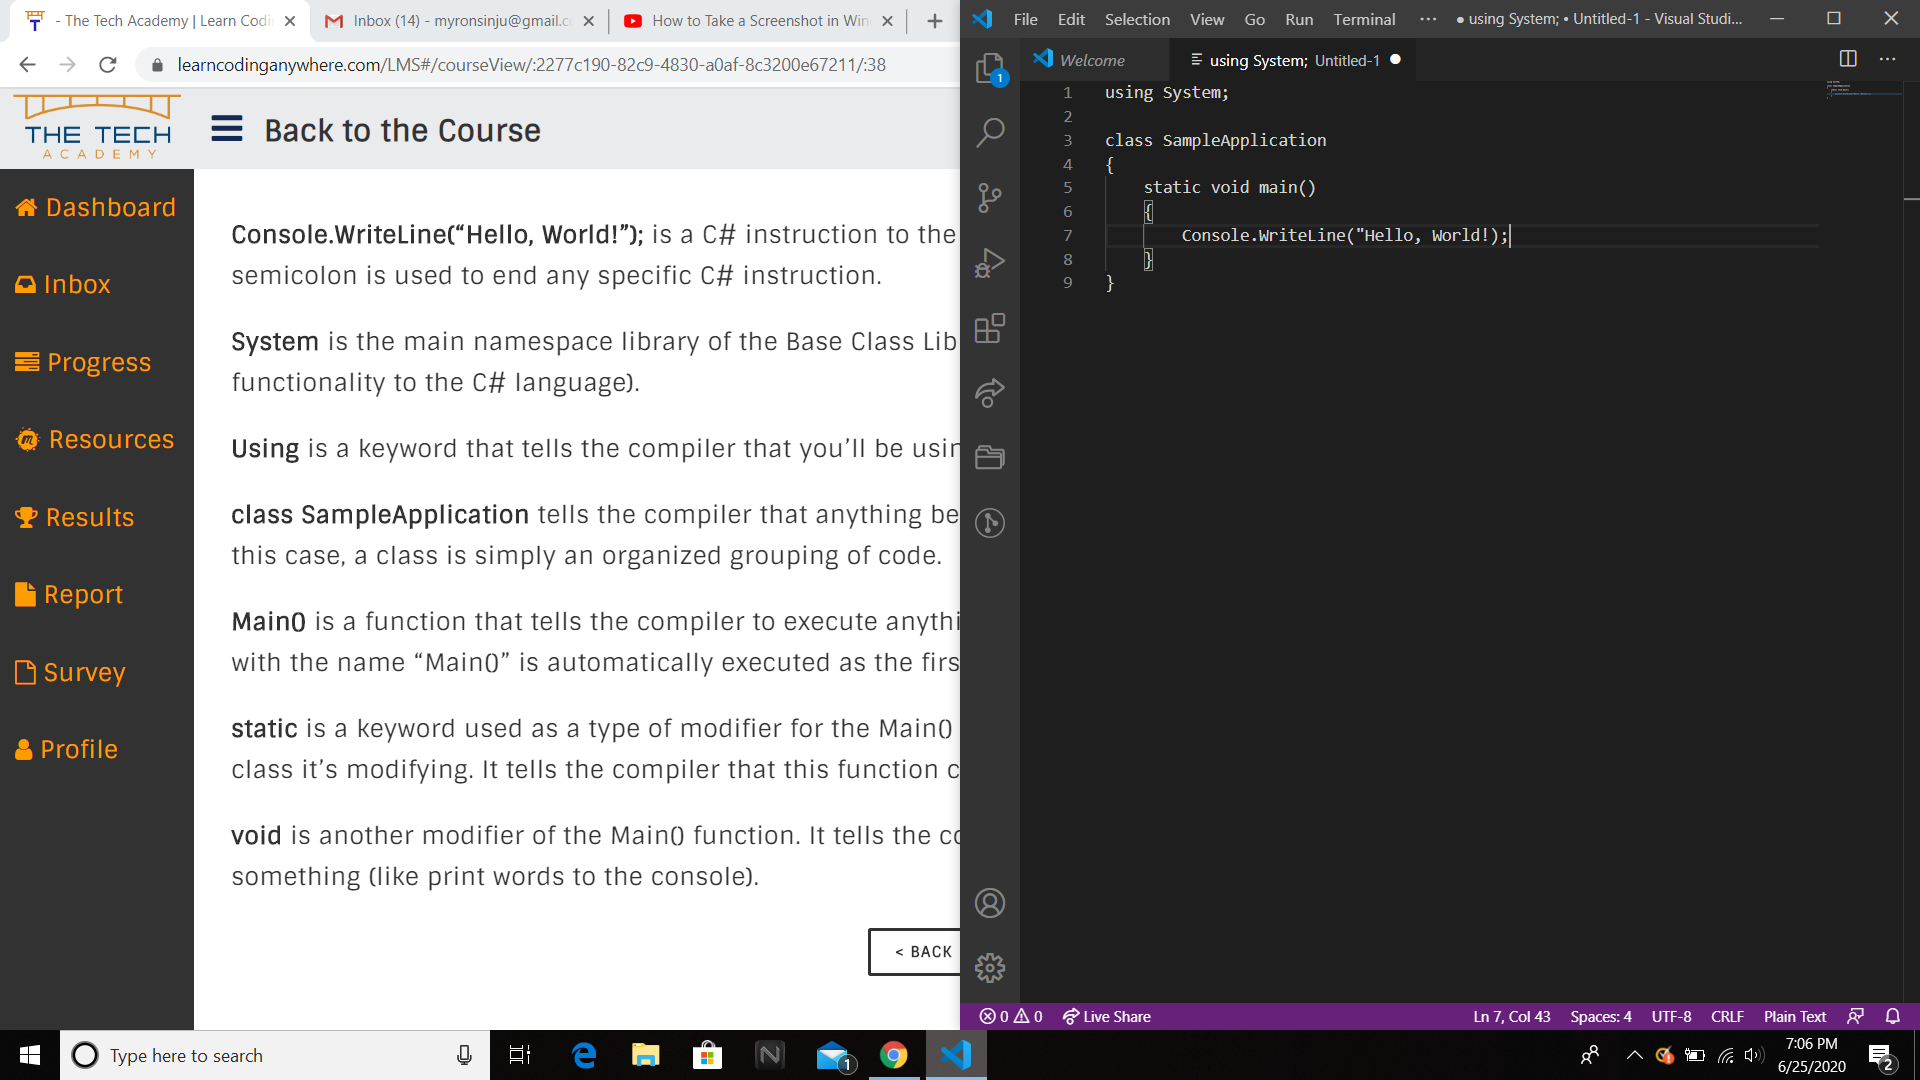 - The Tech Academy | Learn Codi
Inbox (14) - myronsinju@gmail.c
How to Take a Screenshot in Win
learncodinganywhere.com/LMS#/courseView/:2277c190-82c9-4830-a0af-8c3200e67211/:38
THE TECH
ACADEMY
Back to the Course
Dashboard
Inbox
Progress
Resources
Results
Report
Survey
Profile
Console.WriteLine(“Hello, World!”); is a C# instruction to the
semicolon is used to end any specific C# instruction.
System is the main namespace library of the Base Class Lib
functionality to the C# language).
Using is a keyword that tells the compiler that you’ll be usin
class SampleApplication tells the compiler that anything be
this case, a class is simply an organized grouping of code.
Main() is a function that tells the compiler to execute anythi
with the name “Main()” is automatically executed as the firs
static is a keyword used as a type of modifier for the Main()
class it’s modifying. It tells the compiler that this function c
void is another modifier of the Main() function. It tells the co
something (like print words to the console).
< BACK
File Edit Selection View Go Run Terminal ··· ● using System; • Untitled-1 - Visual Studi...
1
Welcome
using System; Untitled-1
1 using System;
2
3 class SampleApplication
4 {
5 static void main()
6 {
7 Console.WriteLine("Hello, World!);
8 }
9 }
0 0 Live Share
Ln 7, Col 43 Spaces: 4 UTF-8 CRLF Plain Text
Type here to search
1
7:06 PM
6/25/2020
2